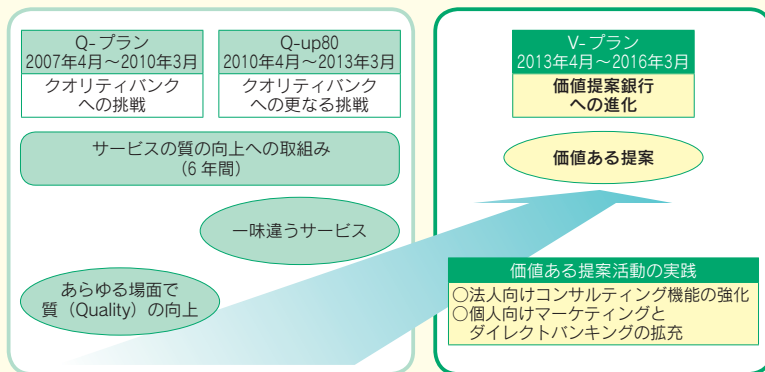 Q-プラン
2007年4月～2010年3月
クオリティバンク
への挑戦
Q-up80
2010年4月～2013年3月
クオリティバンク
への更なる挑戦
サービスの質の向上への取組み
（6年間）
一味違うサービス
あらゆる場面で
質（Quality）の向上
V-プラン
2013年4月～2016年3月
価値提案銀行
への進化
価値ある提案
価値ある提案活動の実践
○法人向けコンサルティング機能の強化
○個人向けマーケティングと
ダイレクトバンキングの拡充